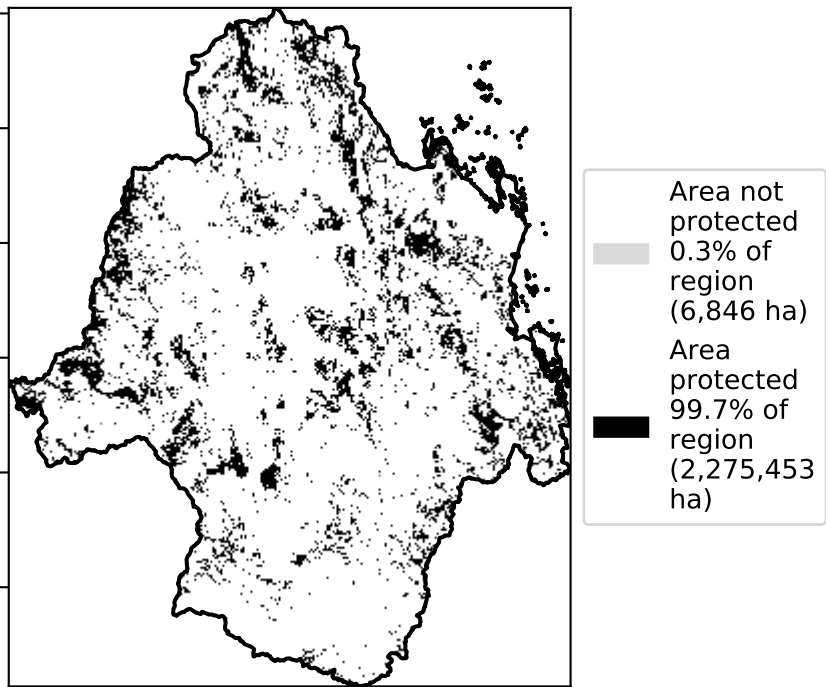 Area not
protected
0.3% of
region
(6,846 ha)
Area
protected
99.7% of
region
(2,275,453
ha)